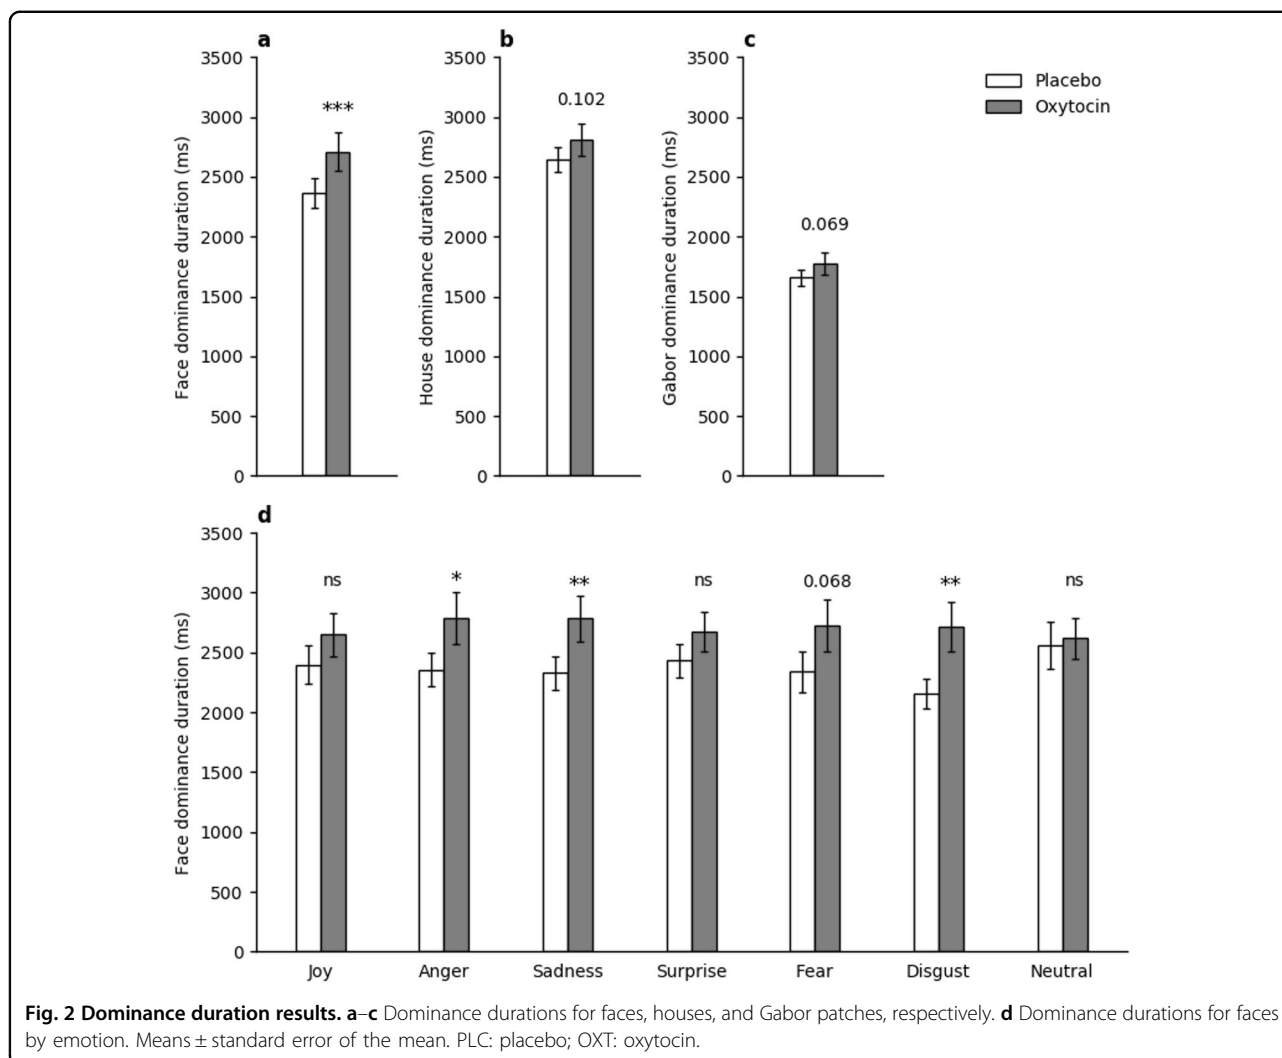 a
b
c
3500
3000
2500
2000
1500
1000
500
0
Face dominance duration (ms)
***
3500
3000
2500
2000
1500
1000
500
0
House dominance duration (ms)
0.102
3500
3000
2500
2000
1500
1000
500
0
Gabor dominance duration (ms)
0.069
Placebo
Oxytocin
d
3500
3000
2500
2000
1500
1000
500
0
Face dominance duration (ms)
ns
*
**
ns
0.068
**
ns
Joy
Anger
Sadness
Surprise
Fear
Disgust
Neutral
Fig. 2 Dominance duration results. a–c Dominance durations for faces, houses, and Gabor patches, respectively. d Dominance durations for faces
by emotion. Means ± standard error of the mean. PLC: placebo; OXT: oxytocin.